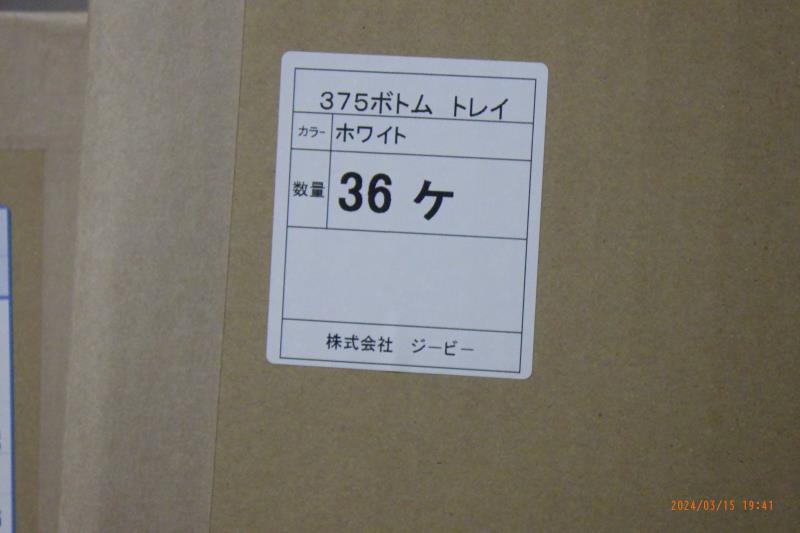 375ボトム トレイ
カラー ホワイト
数量 36 ケ
株式会社 ジービー
2024/03/15 19:41